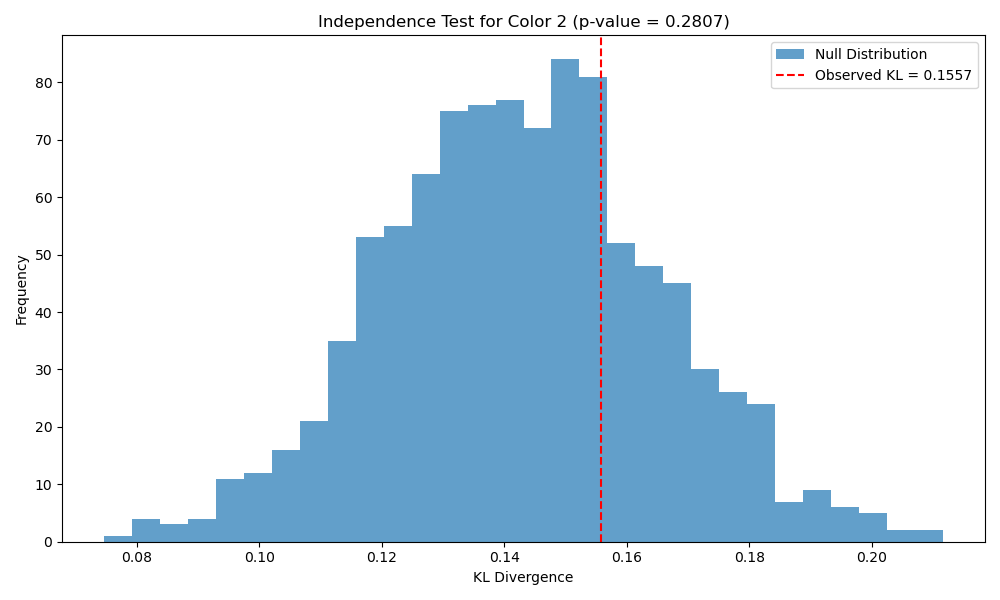 Independence Test for Color 2 (p-value = 0.2807)
Null Distribution
Observed KL = 0.1557
Frequency
80
70
60
50
40
30
20
10
0
0.08 0.10 0.12 0.14 0.16 0.18 0.20
KL Divergence